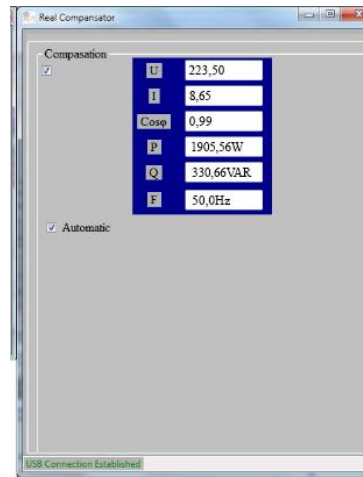 Real Compansator
Compasation
U 223,50
I 8,65
Cosφ 0,99
P 1905,56W
Q 330,66VAR
F 50,0Hz
Automatic
USB Connection Established